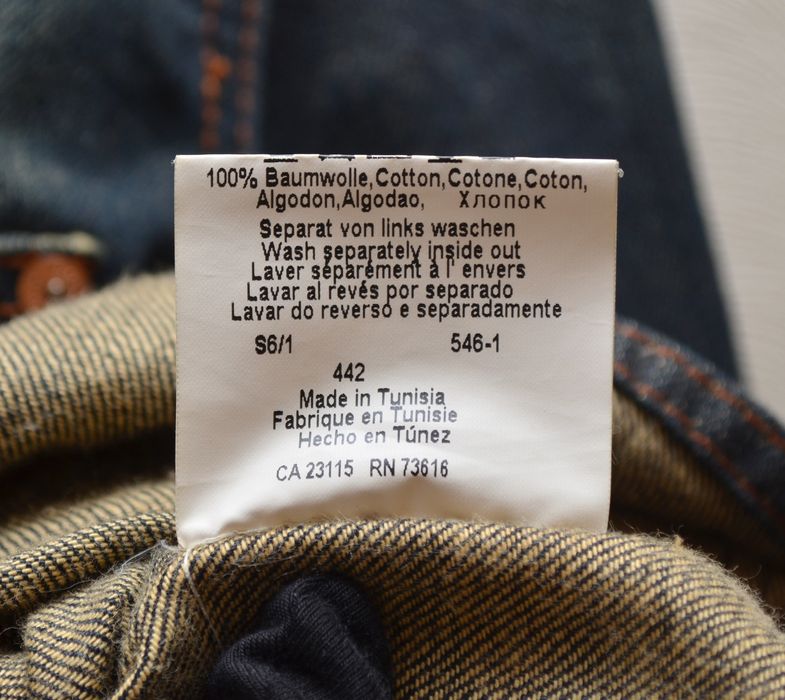 100% Baumwolle,Cotton,Cotone,Coton,
Algodon,Algodao, Хлопок
Separat von links waschen
Wash separately inside out
Laver séparément à l' envers
Lavar al revés por separado
Lavar do reverso e separadamente
S6/1 546-1
442
Made in Tunisia
Fabrique en Tunisie
Hecho en Túnez
CA 23115 RN 73616